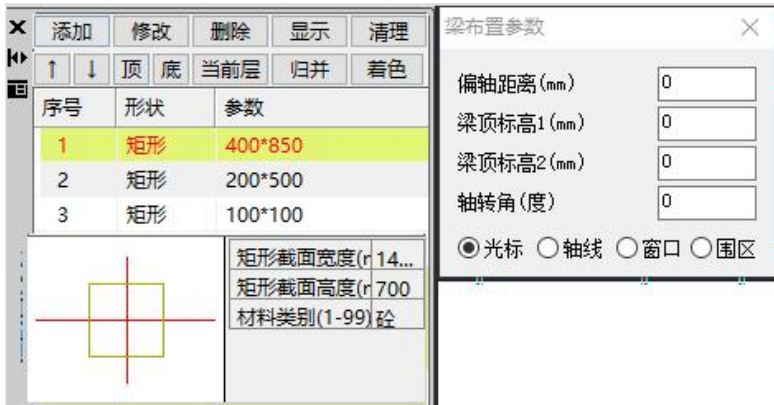 添加 修改 删除 显示 清理
↑ ↓ 顶 底 当前层 归并 着色
序号 形状 参数
1 矩形 400*850
2 矩形 200*500
3 矩形 100*100
矩形截面宽度(r 14...
矩形截面高度(r 700
材料类别(1-99) 砼
梁布置参数
偏轴距离(mm) 0
梁顶标高1(mm) 0
梁顶标高2(mm) 0
轴转角(度) 0
光标 轴线 窗口 围区